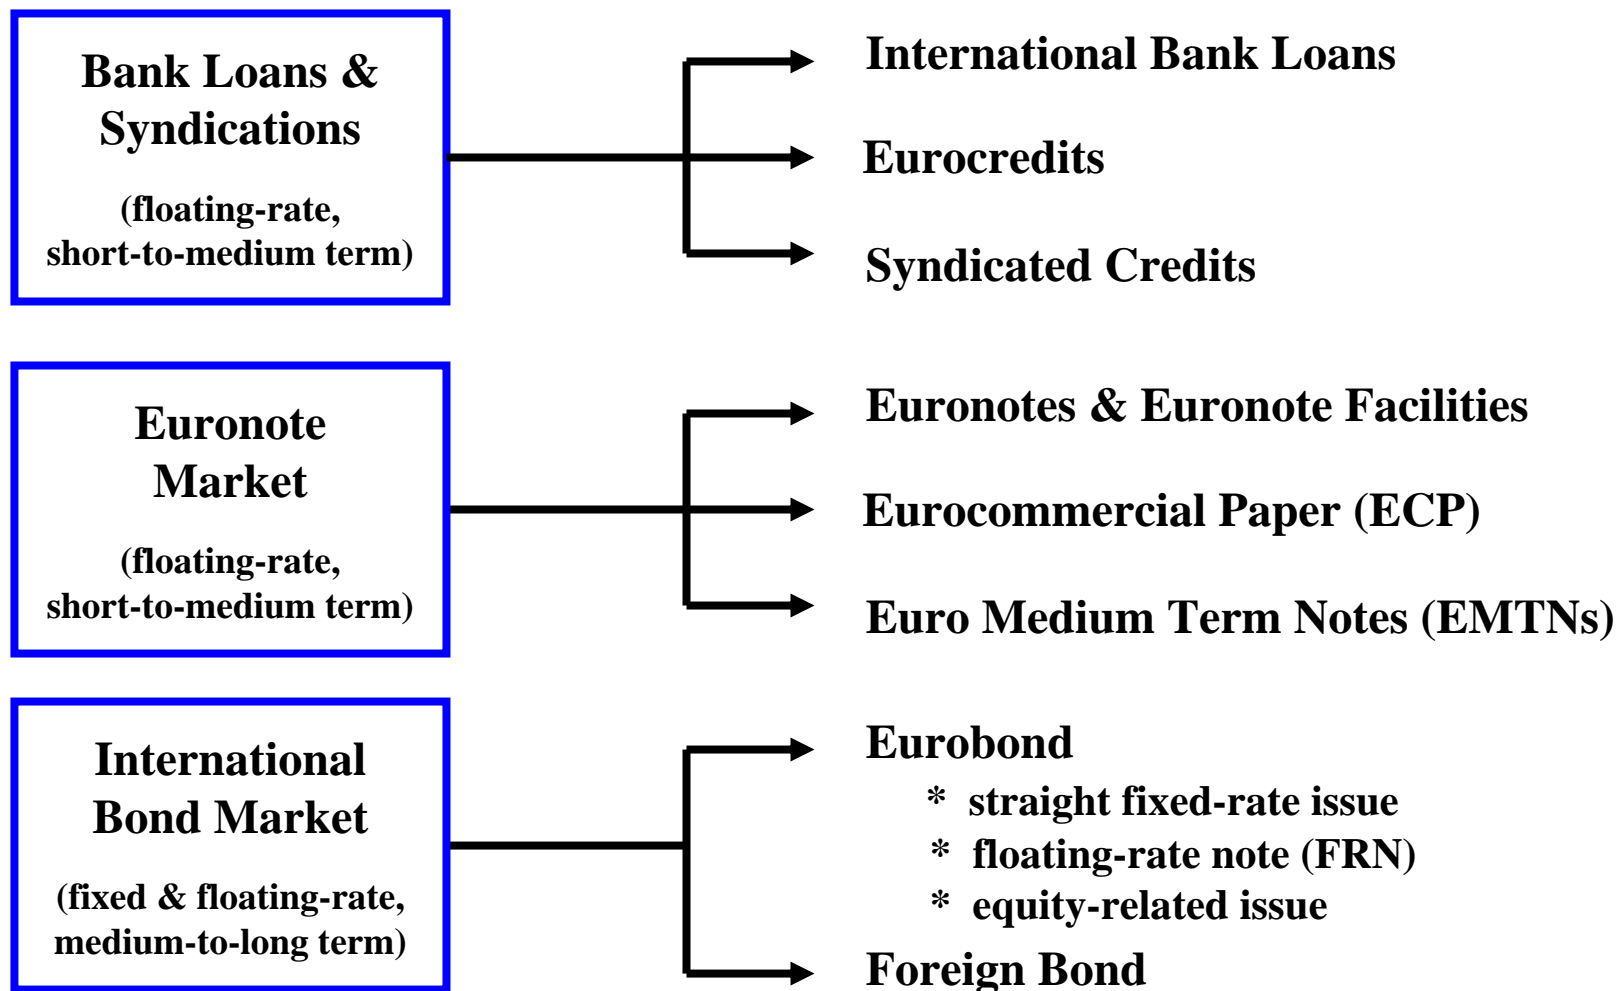 Bank Loans &
Syndications
(floating-rate,
short-to-medium term)
International Bank Loans
Eurocredits
Syndicated Credits
Euronote
Market
(floating-rate,
short-to-medium term)
Euronotes & Euronote Facilities
Eurocommercial Paper (ECP)
Euro Medium Term Notes (EMTNs)
International
Bond Market
(fixed & floating-rate,
medium-to-long term)
Eurobond
* straight fixed-rate issue
* floating-rate note (FRN)
* equity-related issue
Foreign Bond